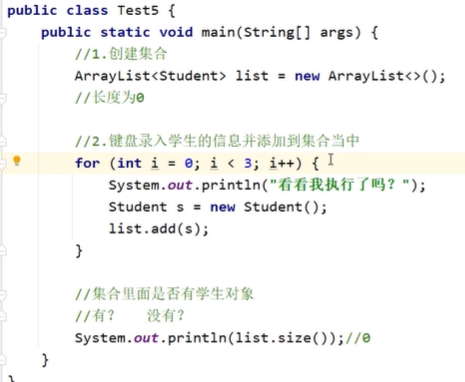 public class Test5 {
public static void main(String[] args) {
//1.创建集合
ArrayList<Student> list = new ArrayList<>();
//长度为0
//2.键盘录入学生的信息并添加到集合当中
for (int i = 0; i < 3; i++) {
System.out.println("看看我执行了吗？");
Student s = new Student();
list.add(s);
}
//集合里面是否有学生对象
//有？ 没有？
System.out.println(list.size());//0
}
}